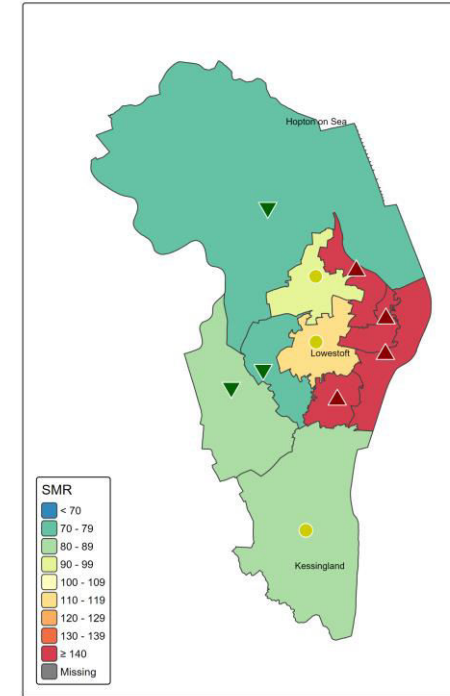 Hopton on Sea
Lowestoft
Kessingland
SMR
< 70
70 - 79
80 - 89
90 - 99
100 - 109
110 - 119
120 - 129
130 - 139
≥ 140
Missing